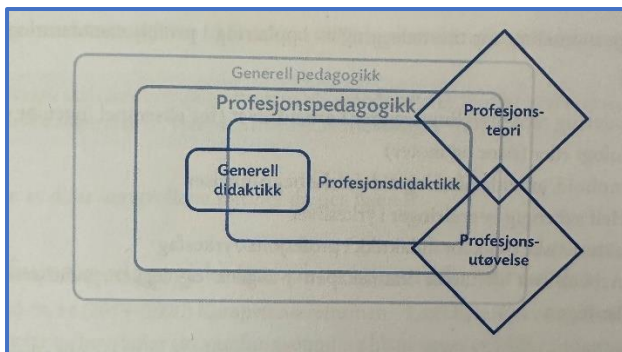 Generell pedagogikk
Profesjonspedagogikk
Profesjons-
teori
Generell
didaktikk
Profesjonsdidaktikk
Profesjons-
utøvelse